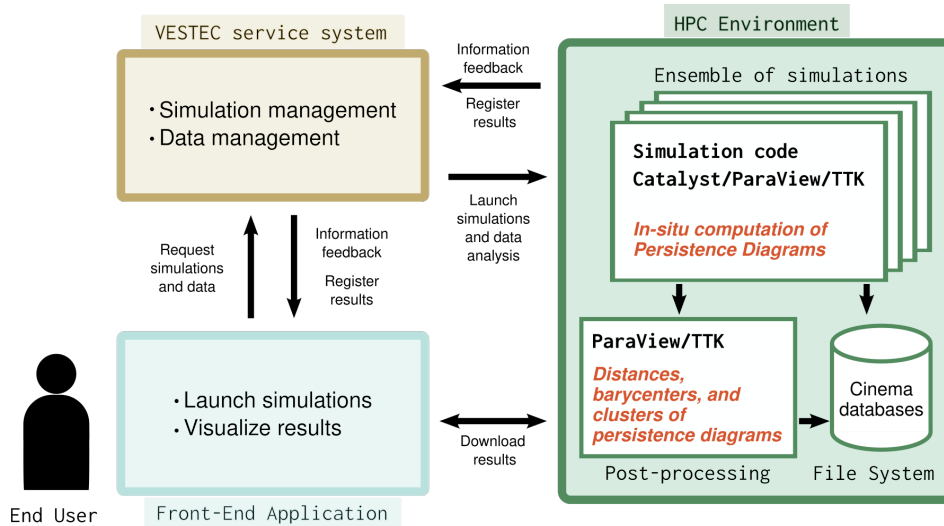 VESTEC service system
• Simulation management
• Data management
Information
feedback
Register
results
Launch
simulations
and data
analysis
HPC Environment
Ensemble of simulations
Simulation code
Catalyst/ParaView/TTK
In-situ computation of
Persistence Diagrams
Request
simulations
and data
Information
feedback
Register
results
• Launch simulations
• Visualize results
Front-End Application
End User
Download
results
ParaView/TTK
Distances,
barycenters, and
clusters of
persistence diagrams
Post-processing
Cinema
databases
File System